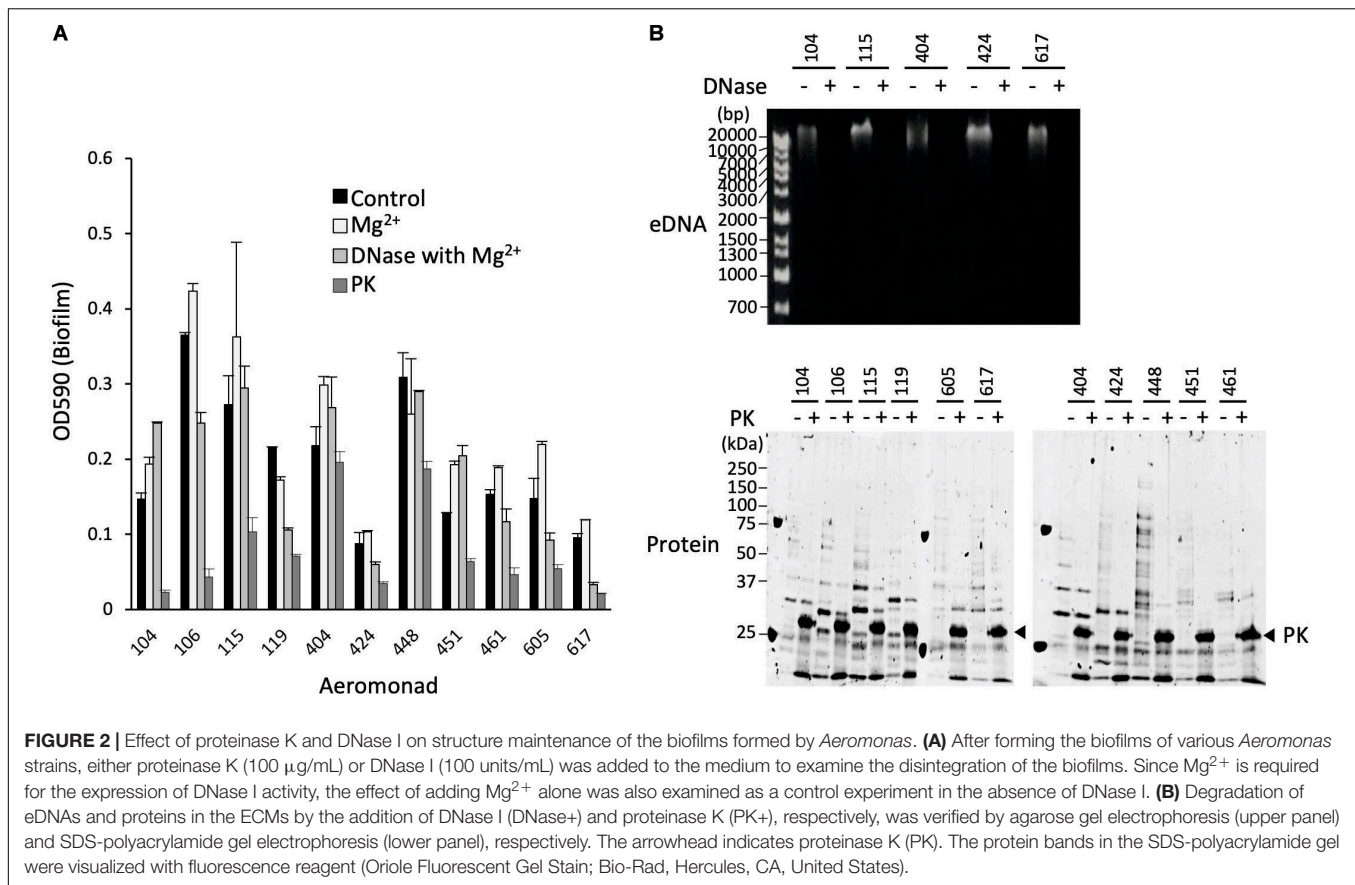 A
0.6
0.5
0.4
0.3
0.2
0.1
0
OD590 (Biofilm)
Control
Mg2+
DNase with Mg2+
PK
104 106 115 119 404 424 448 451 461 605 617
Aeromonad
B
104 115 404 424 617
DNase - + - + - + - + - +
(bp)
20000
10000
7000
5000
4000
3000
2000
1500
1300
1000
700
eDNA
104 106 115 119 605 617 404 424 448 451 461
PK - + - + - + - + - + - + - + - + - + - + - +
(kDa)
250
150
100
75
50
37
25
Protein
PK
FIGURE 2 | Effect of proteinase K and DNase I on structure maintenance of the biofilms formed by Aeromonas. (A) After forming the biofilms of various Aeromonas
strains, either proteinase K (100 μg/mL) or DNase I (100 units/mL) was added to the medium to examine the disintegration of the biofilms. Since Mg2+ is required
for the expression of DNase I activity, the effect of adding Mg2+ alone was also examined as a control experiment in the absence of DNase I. (B) Degradation of
eDNAs and proteins in the ECMs by the addition of DNase I (DNase+) and proteinase K (PK+), respectively, was verified by agarose gel electrophoresis (upper panel)
and SDS-polyacrylamide gel electrophoresis (lower panel), respectively. The arrowhead indicates proteinase K (PK). The protein bands in the SDS-polyacrylamide gel
were visualized with fluorescence reagent (Oriole Fluorescent Gel Stain; Bio-Rad, Hercules, CA, United States).